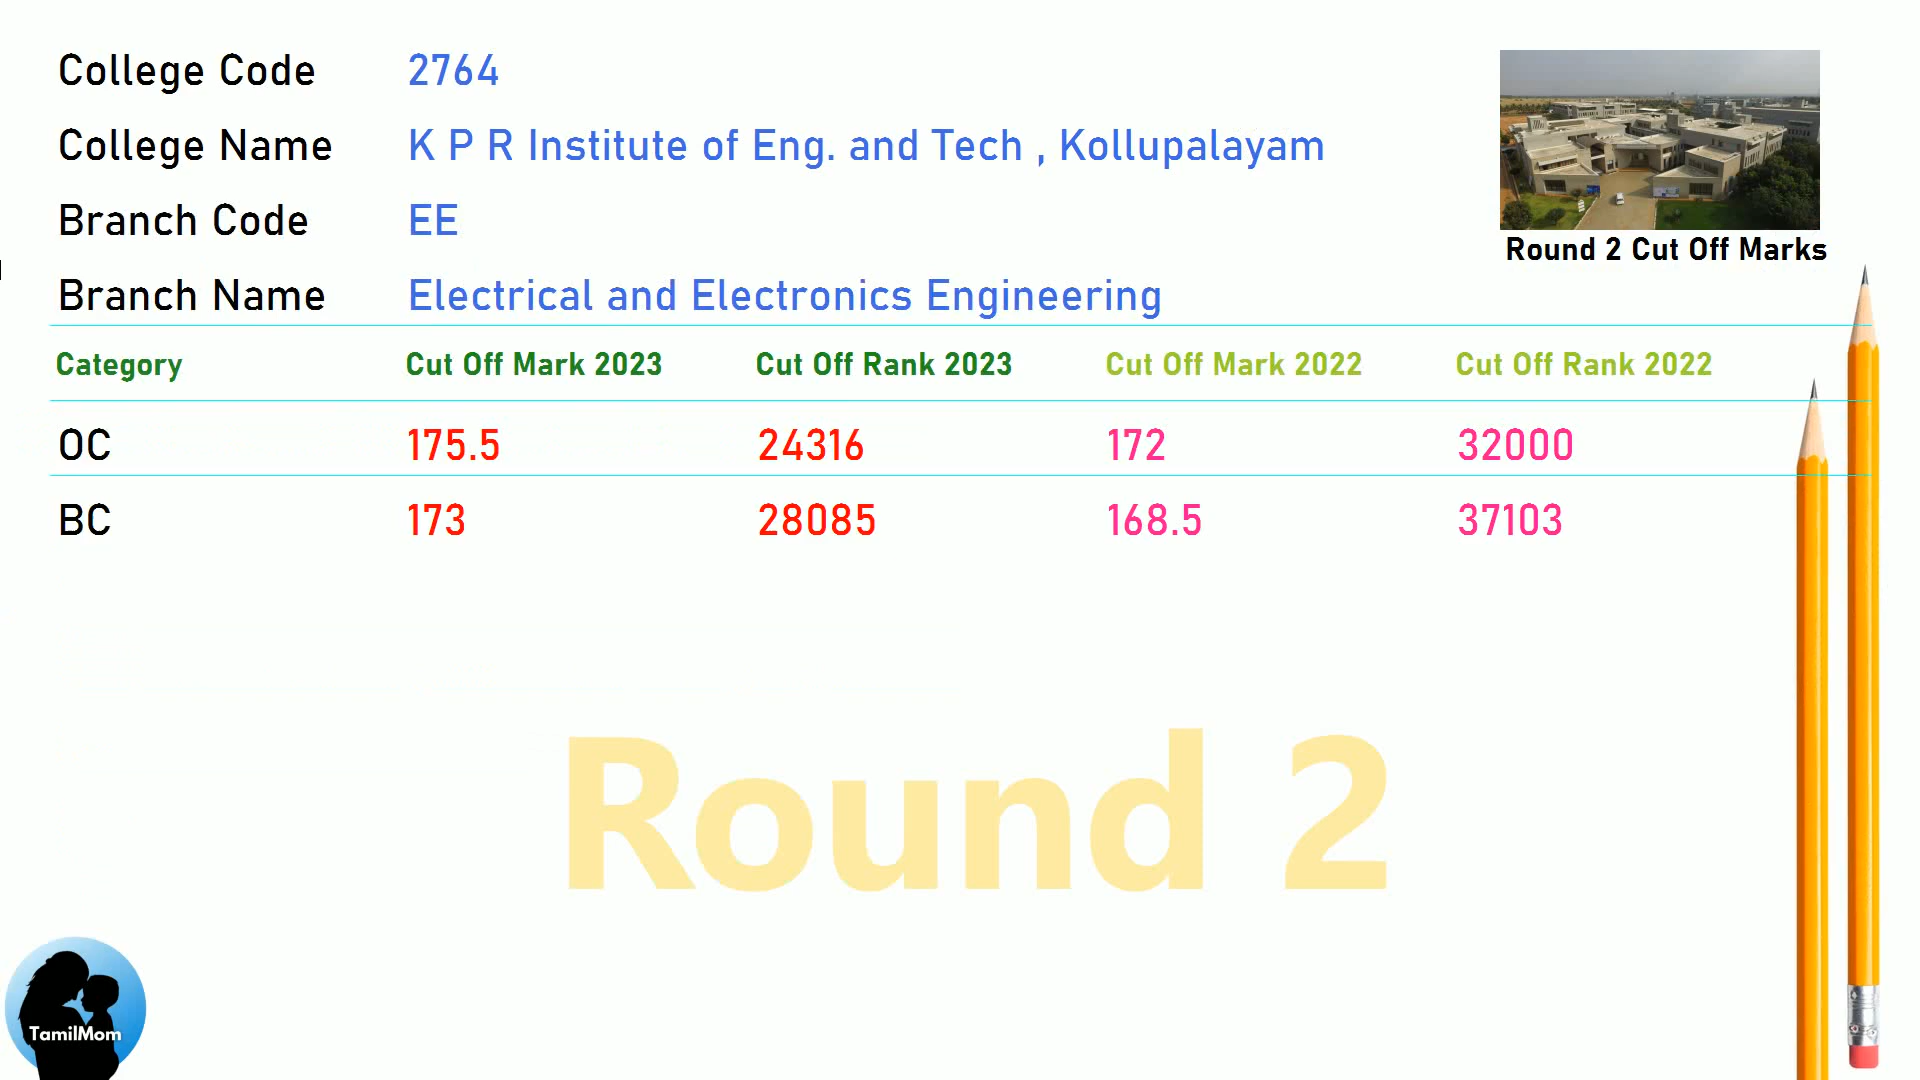 College Code 2764
College Name K P R Institute of Eng. and Tech , Kollupalayam
Branch Code EE
Round 2 Cut Off Marks
Branch Name Electrical and Electronics Engineering
Category Cut Off Mark 2023 Cut Off Rank 2023 Cut Off Mark 2022 Cut Off Rank 2022
OC 175.5 24316 172 32000
BC 173 28085 168.5 37103
Round 2
TamilMom